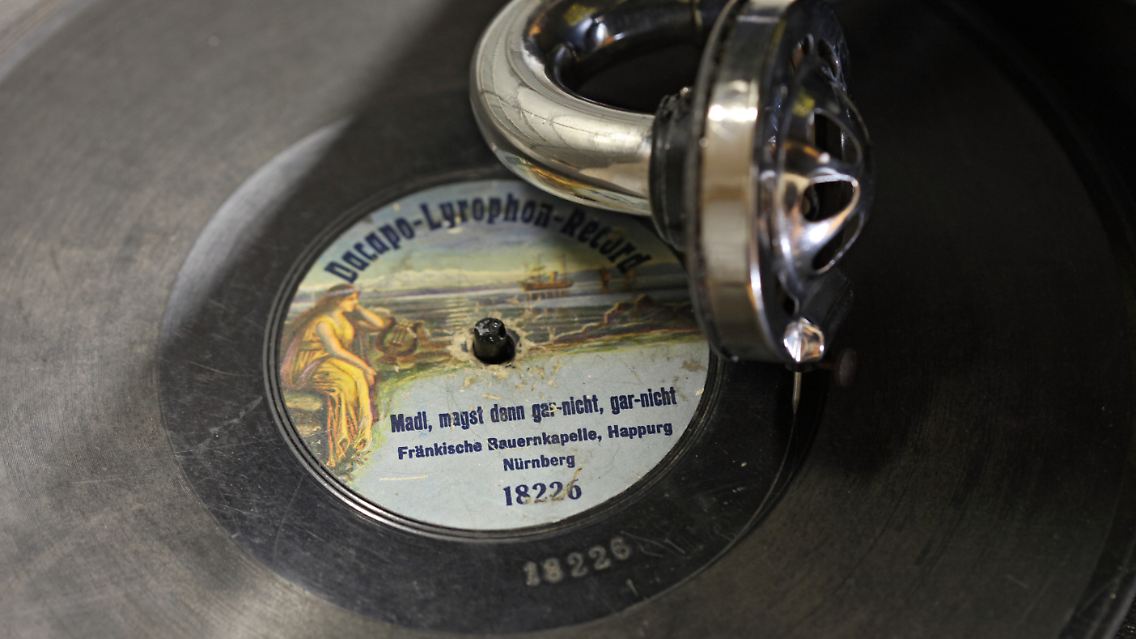 Dacapo-Lyrophon-Record
Madl, magst denn gar-nicht, gar-nicht
Fränkische Bauernkapelle, Happurg
Nürnberg
18226
18226